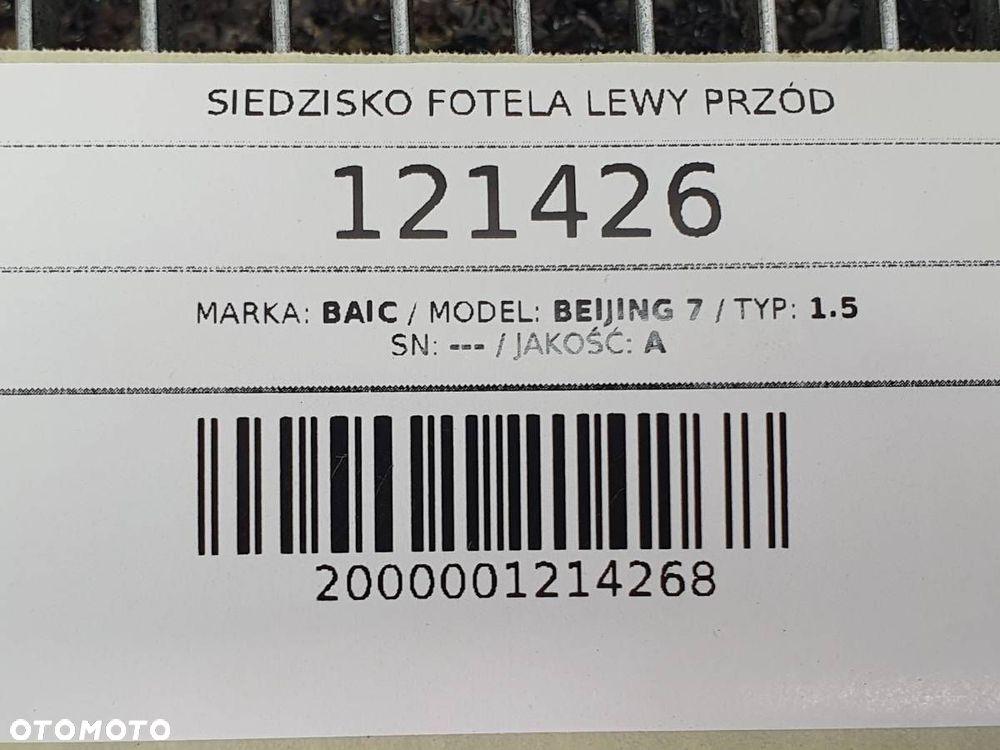 SIEDZISKO FOTELA LEWY PRZÓD
121426
MARKA: BAIC / MODEL: BEIJING 7 / TYP: 1.5
SN: --- / JAKOŚĆ: A
2000001214268
OTOMOTO